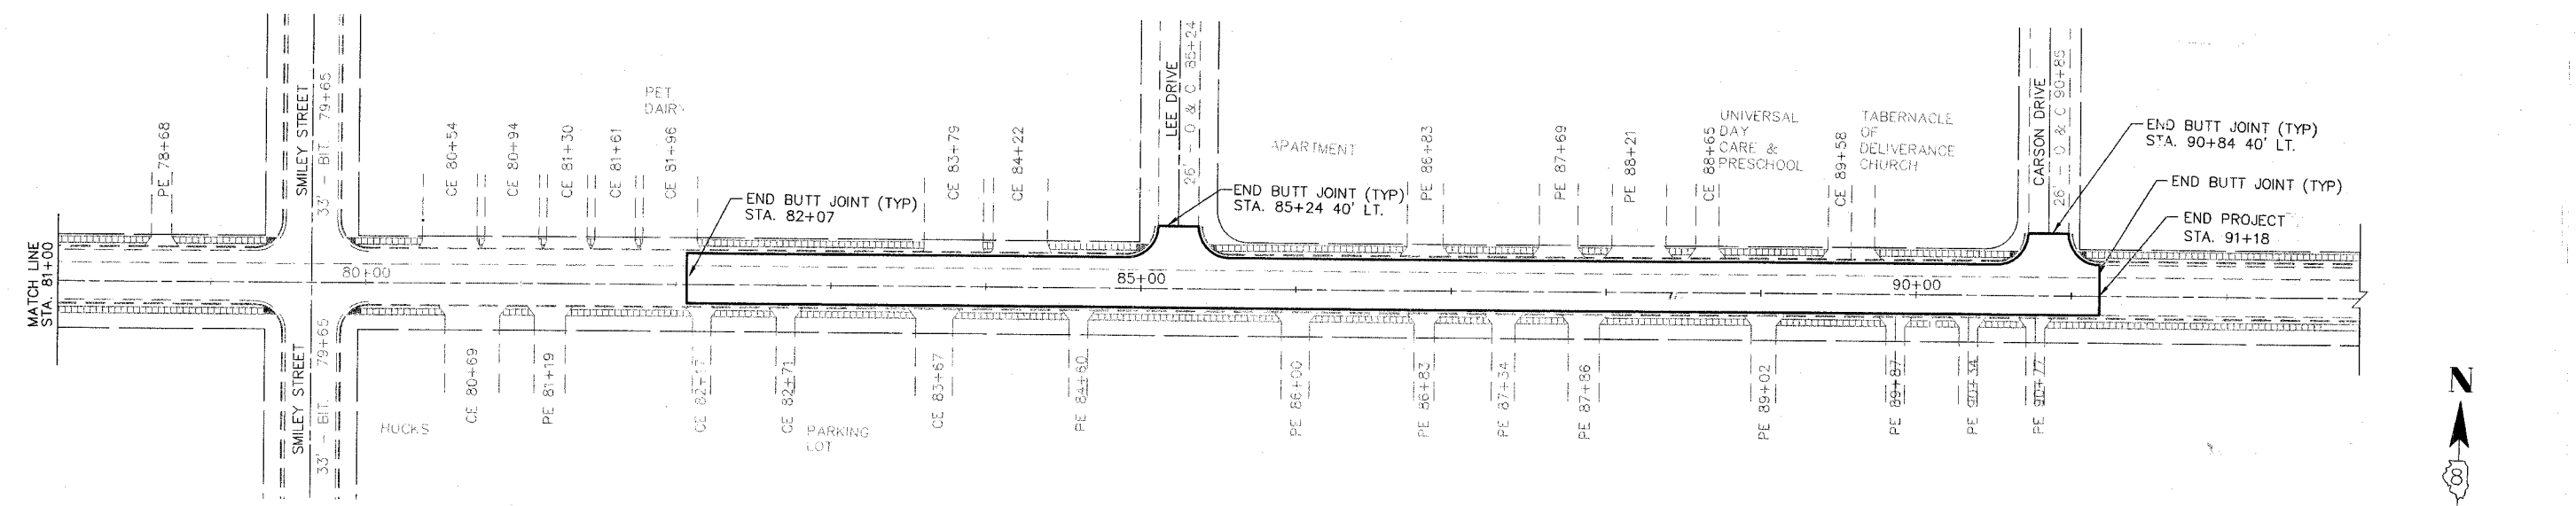 MATCH LINE
STA. 81+00
PE 78+68
SMILEY STREET
33' - BIT. 79+65
SMILEY STREET
33' - BIT. 79+65
80+00
CE 80+54
CE 80+94
CE 81+30
CE 81+61
CE 81+96
PET
DAIRY
END BUTT JOINT (TYP)
STA. 82+07
CE 83+79
CE 84+22
LEE DRIVE
26' - O & C 85+24
END BUTT JOINT (TYP)
STA. 85+24 40' LT.
85+00
APARTMENT
PE 86+83
PE 87+69
PE 88+21
CE 88+65
UNIVERSAL
DAY
CARE &
PRESCHOOL
CE 89+58
TABERNACLE
OF
DELIVERANCE
CHURCH
90+00
CARSON DRIVE
26' - O & C 90+85
END BUTT JOINT (TYP)
STA. 90+84 40' LT.
END BUTT JOINT (TYP)
END PROJECT
STA. 91+18
HUCKS
CE 80+69
PE 81+19
CE 82+17
CE 82+71
PARKING
LOT
CE 83+67
PE 84+60
PE 86+00
PE 86+83
PE 87+34
PE 87+86
PE 89+02
PE 89+87
PE 90+34
PE 90+77
N
8